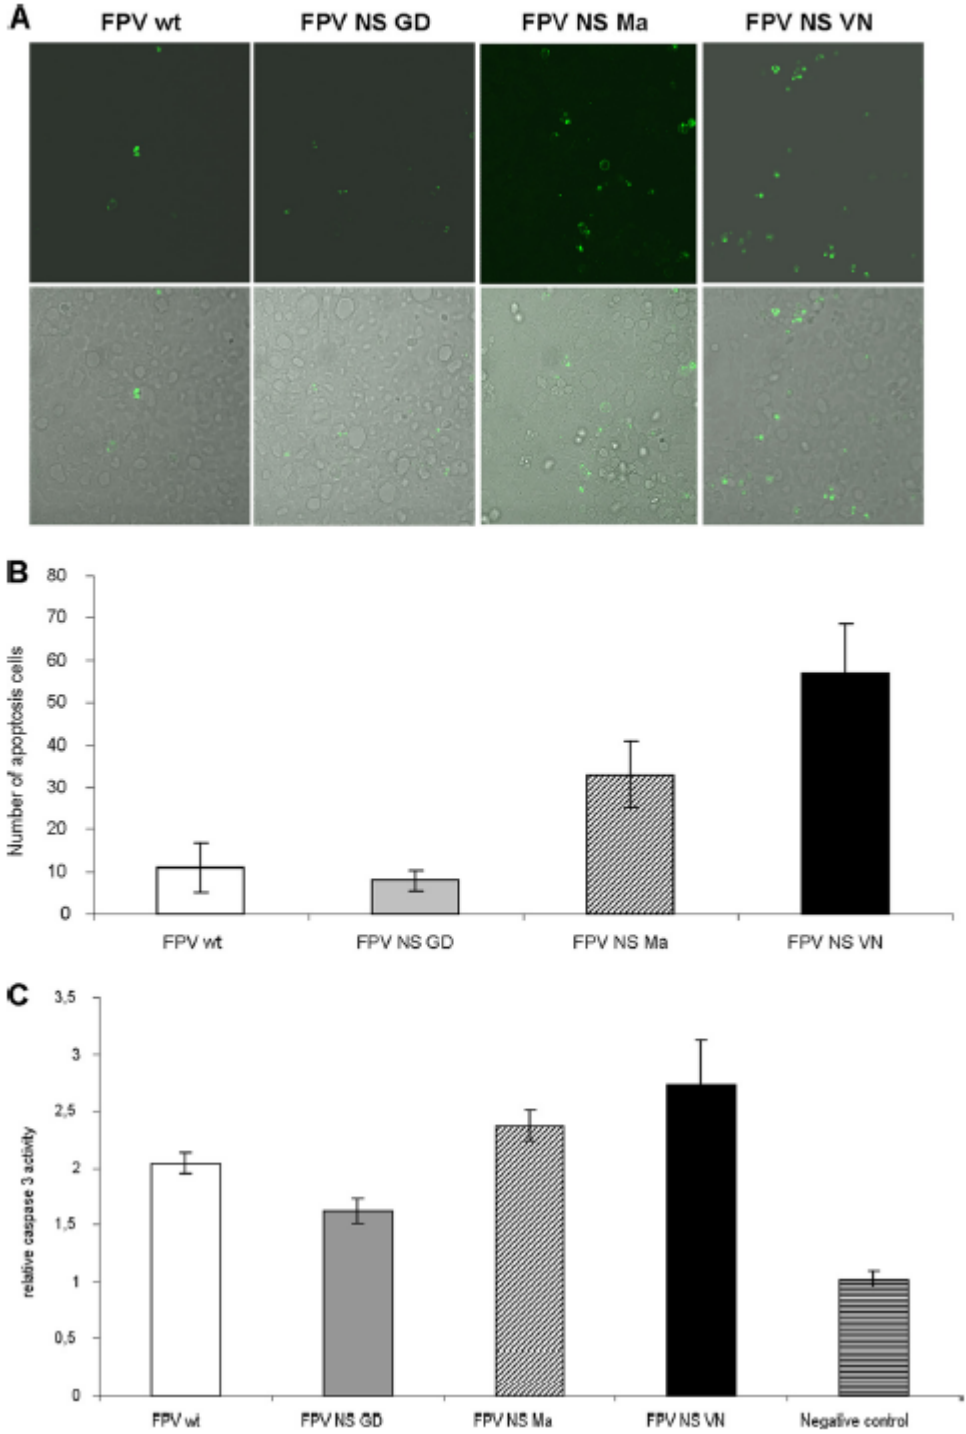 A
FPV wt FPV NS GD FPV NS Ma FPV NS VN
B
Number of apoptosis cells
80
70
60
50
40
30
20
10
0
FPV wt FPV NS GD FPV NS Ma FPV NS VN
C
relative caspase 3 activity
3,5
3
2,5
2
1,5
1
0,5
0
FPV wt FPV NS GD FPV NS Ma FPV NS VN Negative control